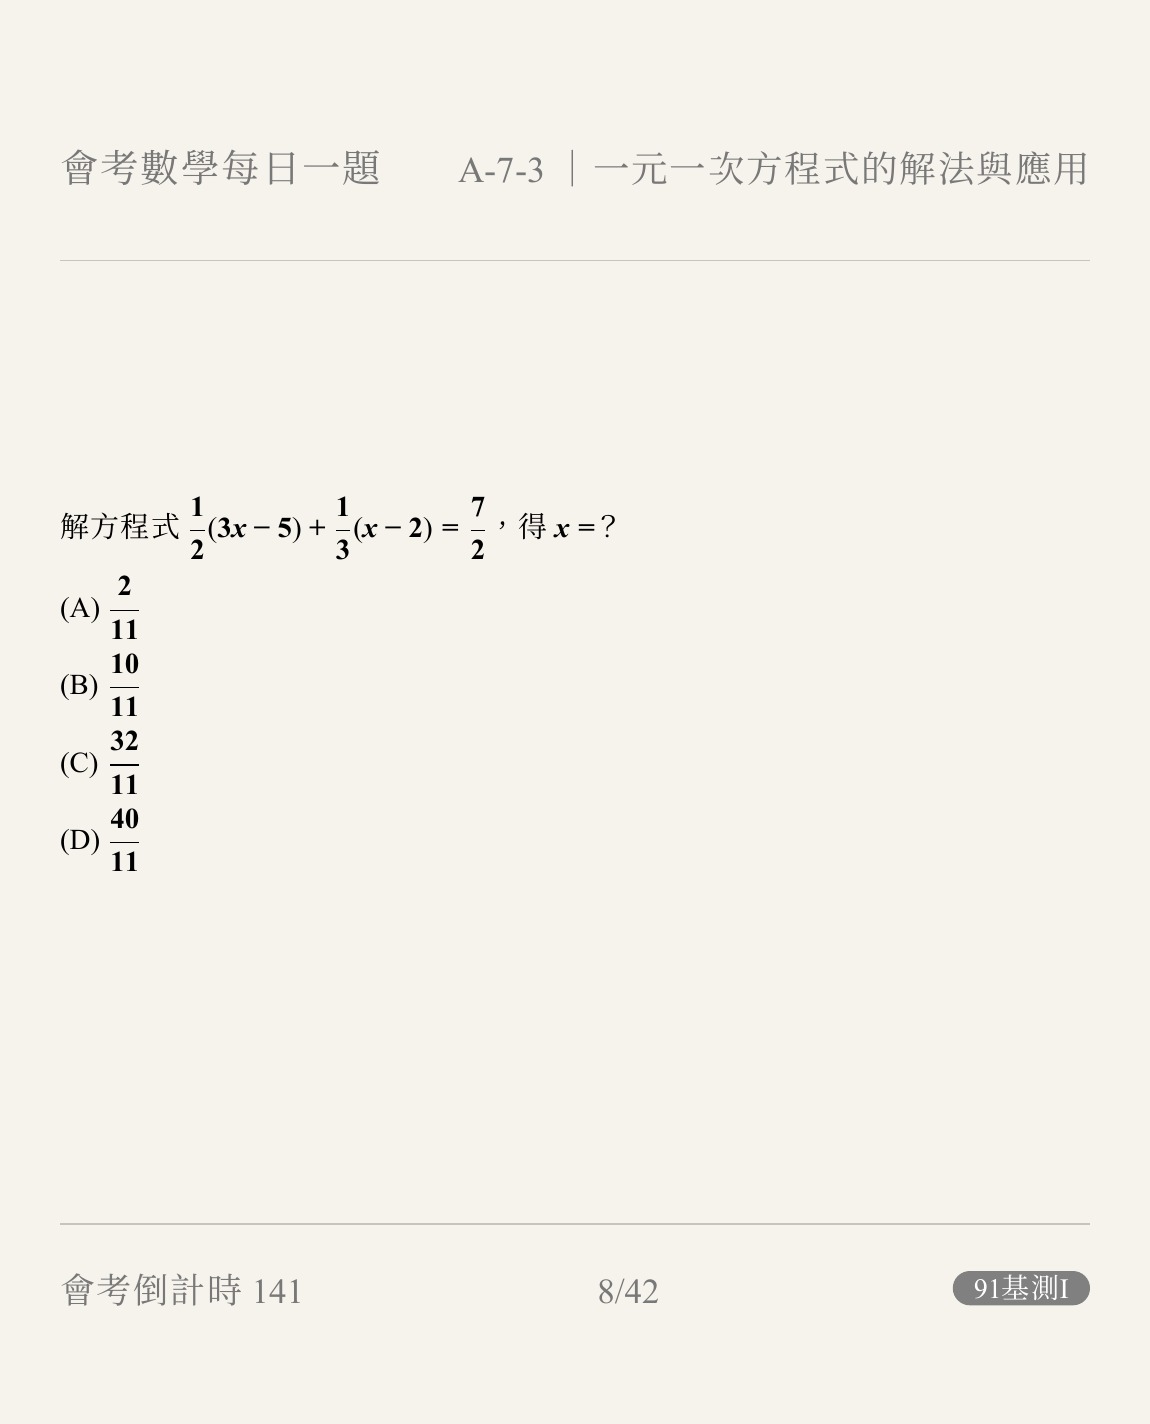 會考數學每日一題 A-7-3｜一元一次方程式的解法與應用
解方程式 1/2(3x − 5) + 1/3(x − 2) = 7/2，得 x =？
(A) 2/11
(B) 10/11
(C) 32/11
(D) 40/11
會考倒計時 141 8/42 91基測I